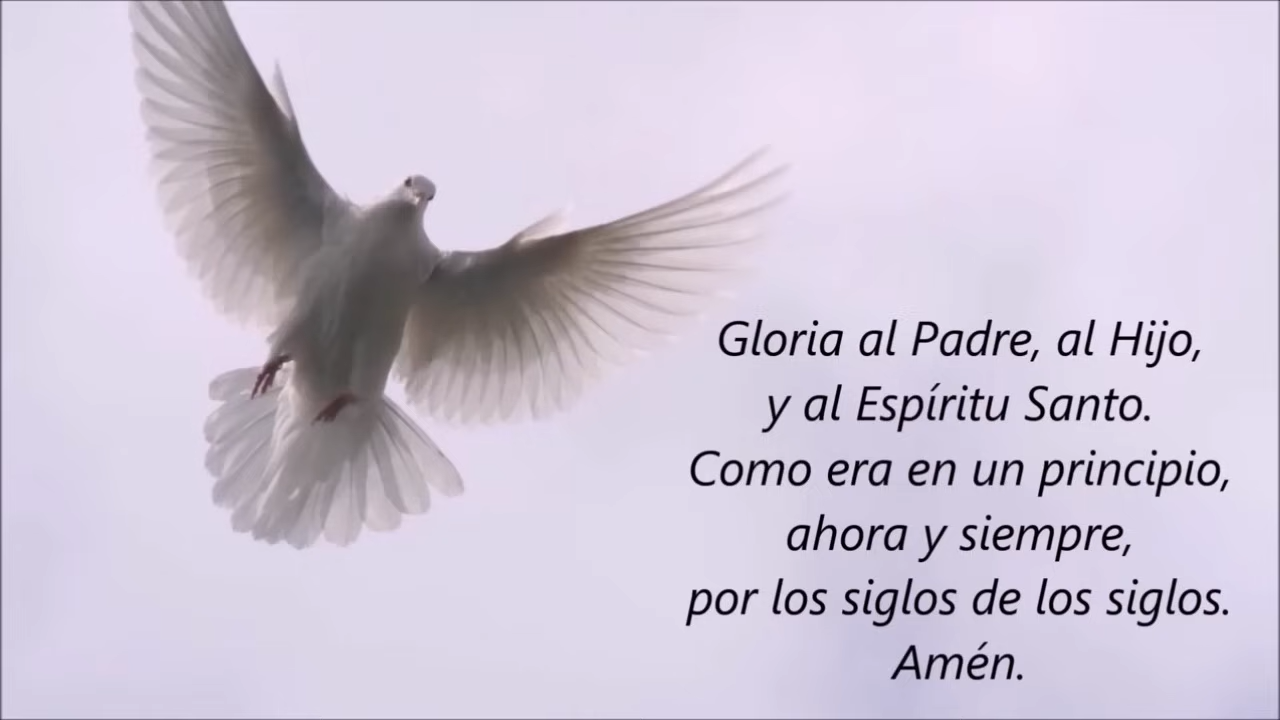 Gloria al Padre, al Hijo,
y al Espíritu Santo.
Como era en un principio,
ahora y siempre,
por los siglos de los siglos.
Amén.